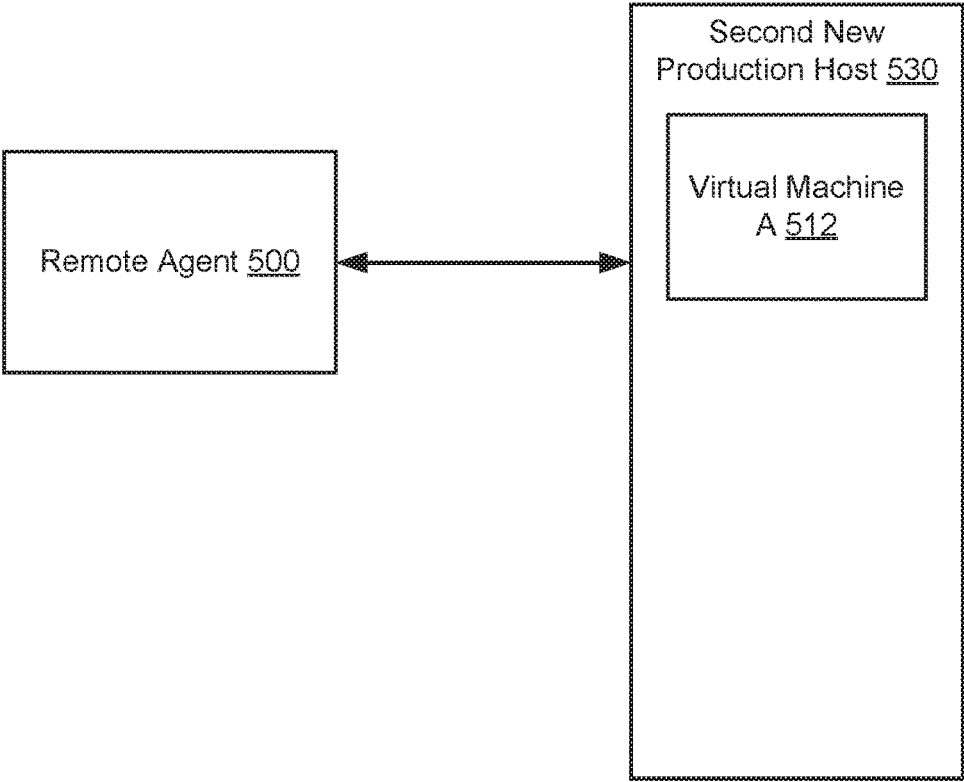 Second New
Production Host 530
Virtual Machine
A 512
Remote Agent 500